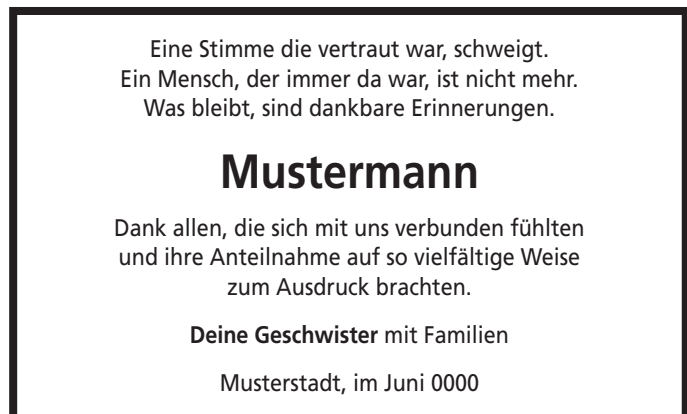 Eine Stimme die vertraut war, schweigt.
Ein Mensch, der immer da war, ist nicht mehr.
Was bleibt, sind dankbare Erinnerungen.
Mustermann
Dank allen, die sich mit uns verbunden fühlten
und ihre Anteilnahme auf so vielfältige Weise
zum Ausdruck brachten.
Deine Geschwister mit Familien
Musterstadt, im Juni 0000